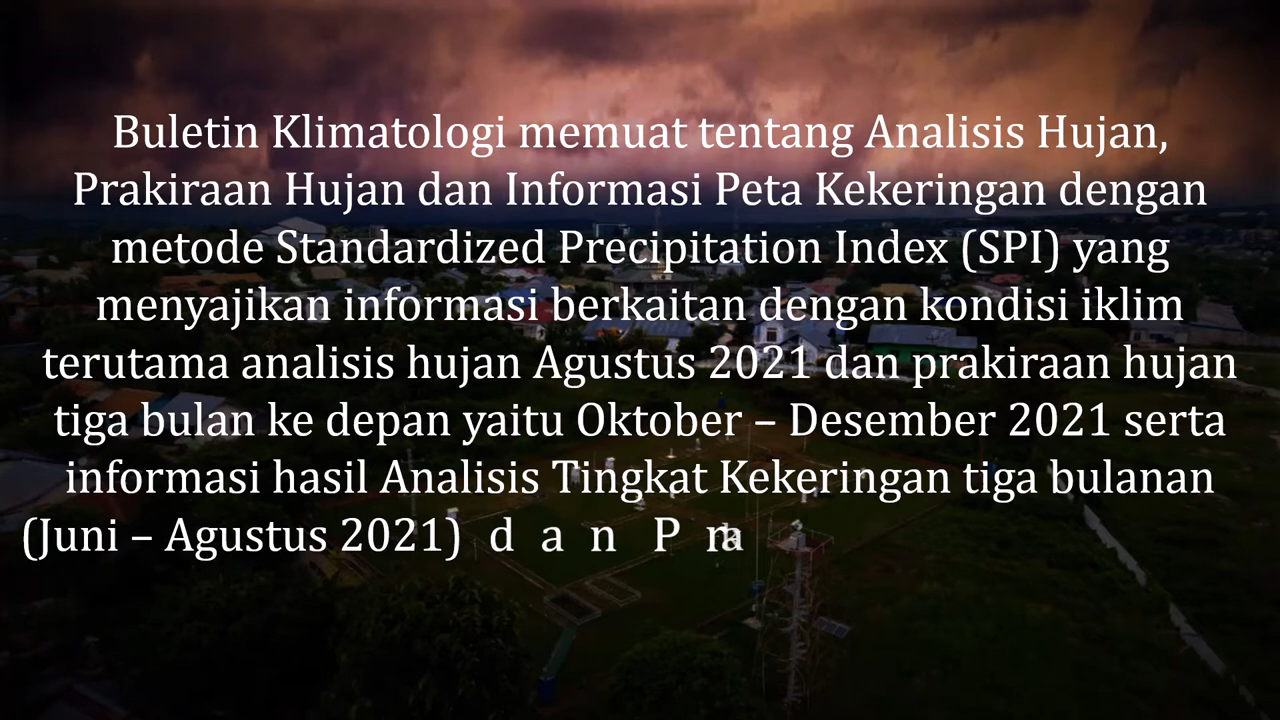 Buletin Klimatologi memuat tentang Analisis Hujan,
Prakiraan Hujan dan Informasi Peta Kekeringan dengan
metode Standardized Precipitation Index (SPI) yang
menyajikan informasi berkaitan dengan kondisi iklim
terutama analisis hujan Agustus 2021 dan prakiraan hujan
tiga bulan ke depan yaitu Oktober – Desember 2021 serta
informasi hasil Analisis Tingkat Kekeringan tiga bulanan
(Juni – Agustus 2021) dan